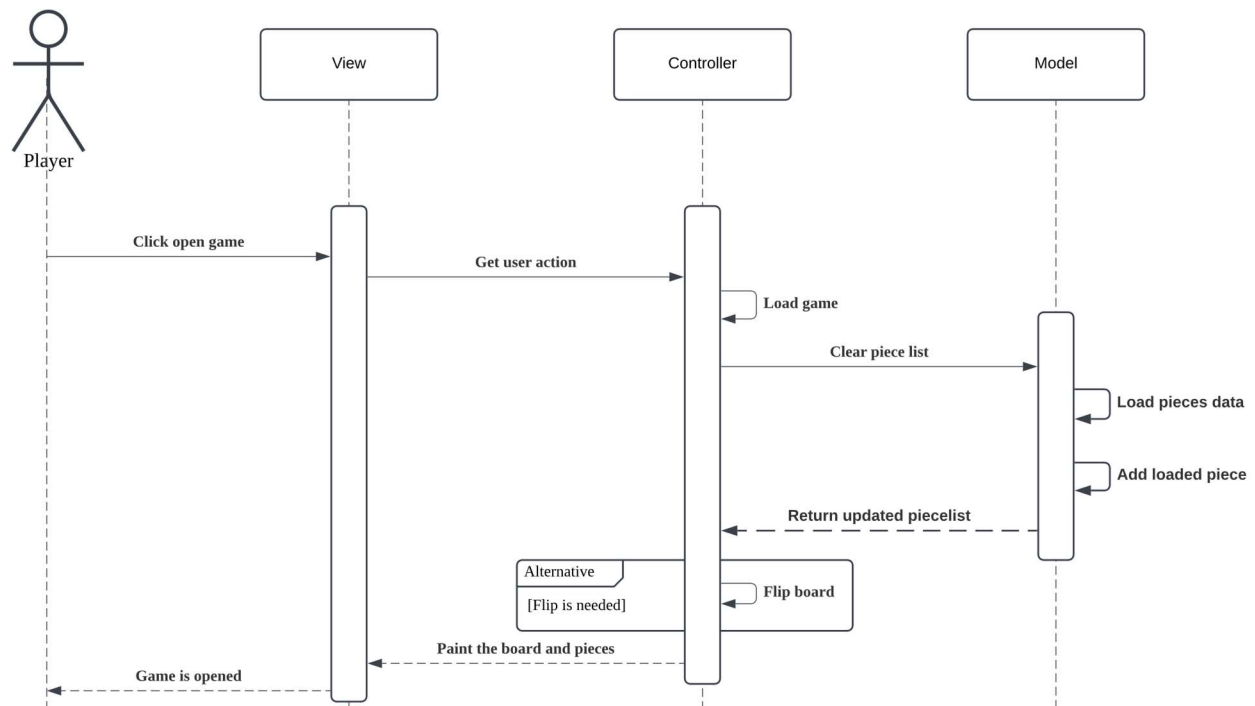 View
Controller
Model
Player
Click open game
Get user action
Load game
Clear piece list
Load pieces data
Add loaded piece
Return updated piecelist
Alternative
[Flip is needed]
Flip board
Paint the board and pieces
Game is opened